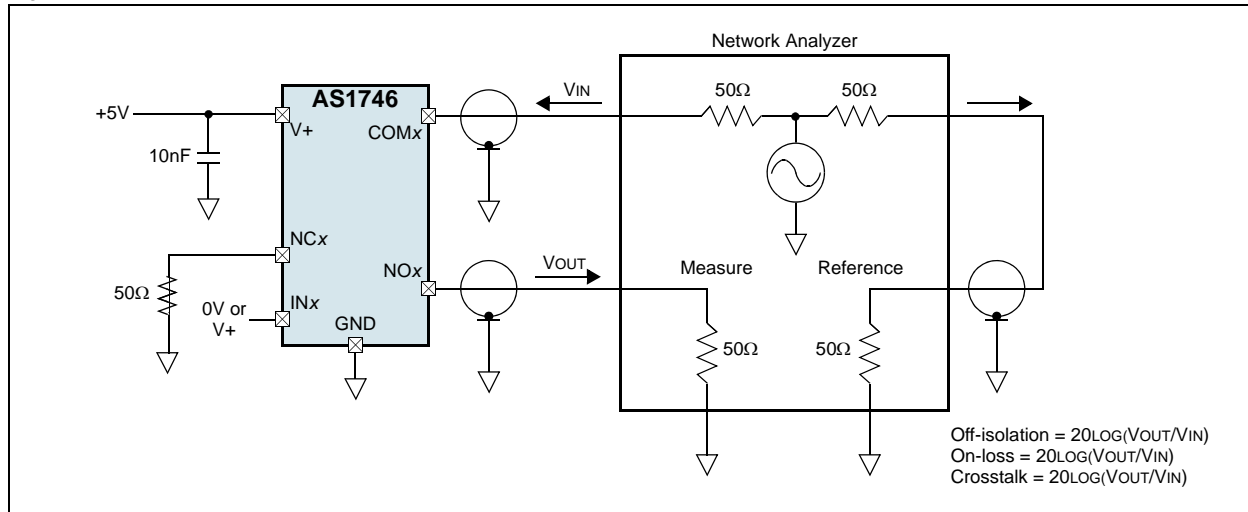 Network Analyzer
AS1746
+5V
V+
COMx
10nF
VIN
50Ω
50Ω
NCx
NOx
VOUT
Measure
Reference
50Ω
INx
0V or
V+
GND
50Ω
50Ω
Off-isolation = 20LOG(VOUT/VIN)
On-loss = 20LOG(VOUT/VIN)
Crosstalk = 20LOG(VOUT/VIN)